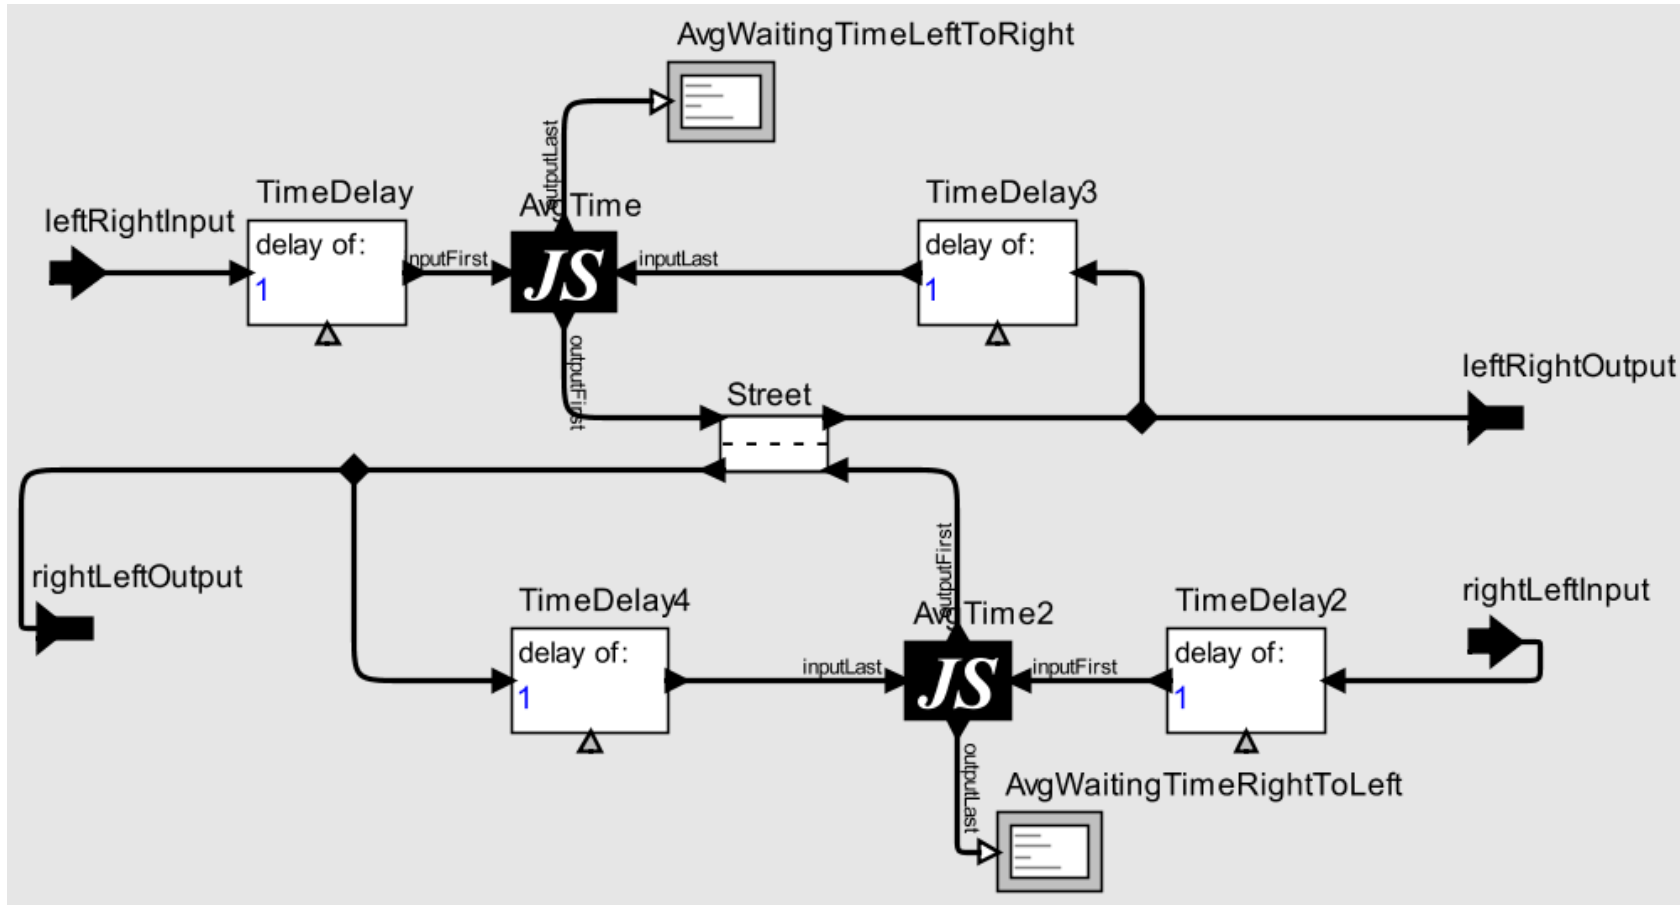 AvgWaitingTimeLeftToRight
outputLast
TimeDelay
AvgTime
TimeDelay3
leftRightInput
delay of:
1
inputFirst
JS
inputLast
delay of:
1
outputFirst
Street
leftRightOutput
rightLeftOutput
outputFirst
TimeDelay4
AvgTime2
TimeDelay2
rightLeftInput
delay of:
1
inputLast
JS
inputFirst
delay of:
1
outputLast
AvgWaitingTimeRightToLeft